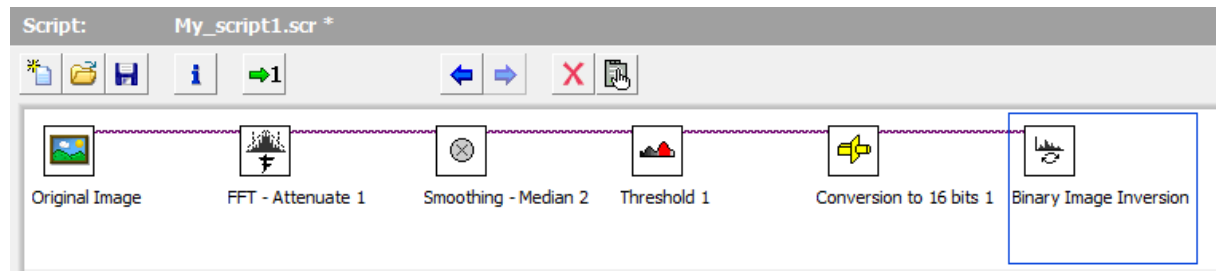 Script: My_script1.scr *
1
Original Image FFT - Attenuate 1 Smoothing - Median 2 Threshold 1 Conversion to 16 bits 1 Binary Image Inversion